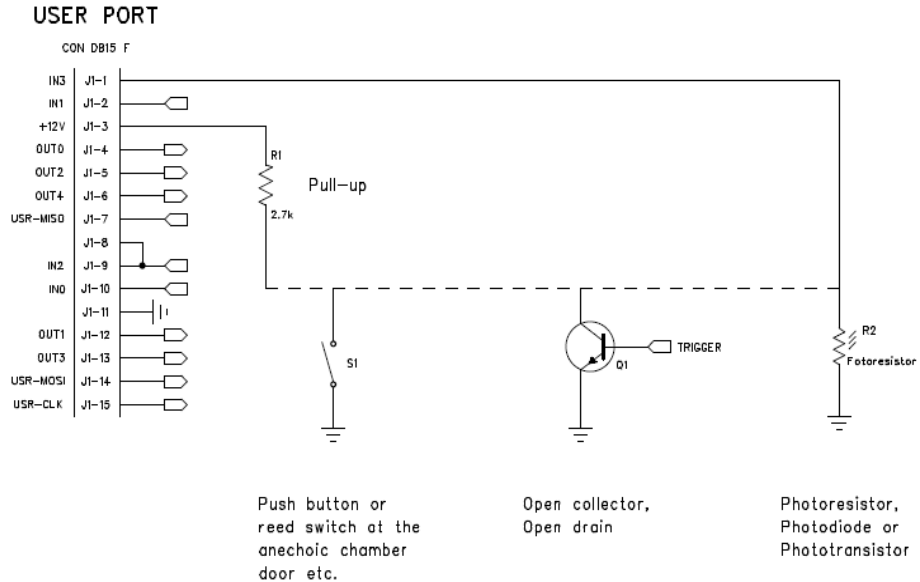 USER PORT
CON DB15 F
IN3 J1-1
IN1 J1-2
+12V J1-3
OUT0 J1-4
OUT2 J1-5
OUT4 J1-6
USR-MISO J1-7
J1-8
IN2 J1-9
IN0 J1-10
J1-11
OUT1 J1-12
OUT3 J1-13
USR-MOSI J1-14
USR-CLK J1-15
R1
Pull-up
2.7k
S1
Q1
TRIGGER
R2
Fotoresistor
Push button or
reed switch at the
anechoic chamber
door etc.
Open collector,
Open drain
Photoresistor,
Photodiode or
Phototransistor